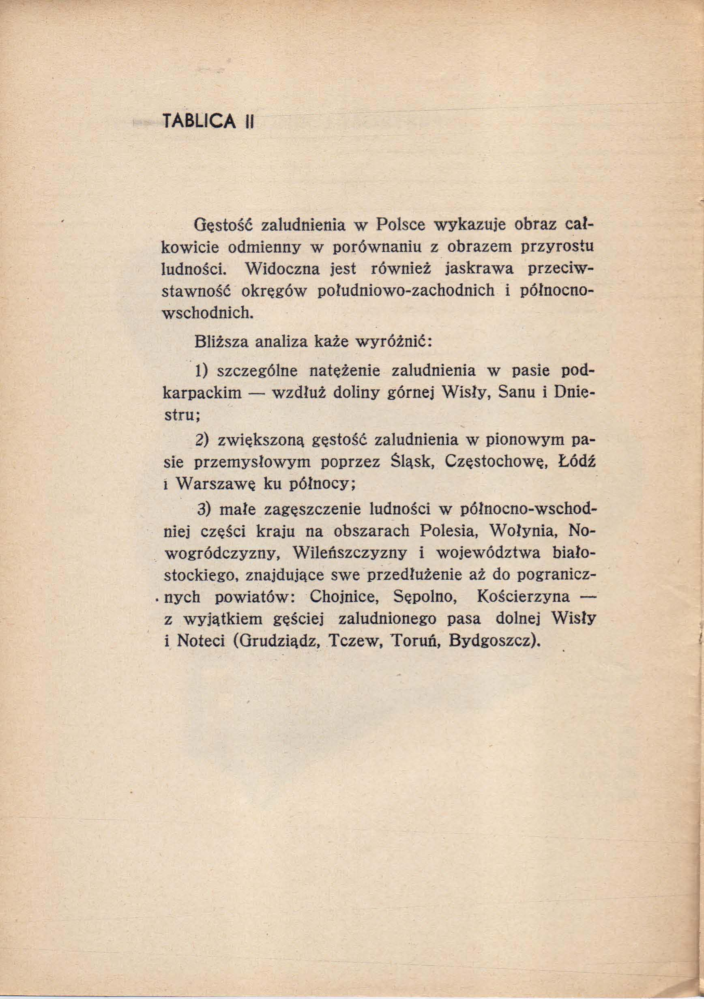 TABLICA II
Gęstość zaludnienia w Polsce wykazuje obraz cał-
kowicie odmienny w porównaniu z obrazem przyrostu
ludności. Widoczna jest również jaskrawa przeciw-
stawność okręgów południowo-zachodnich i północno-
wschodnich.
Bliższa analiza każe wyróżnić:
1) szczególne natężenie zaludnienia w pasie pod-
karpackim — wzdłuż doliny górnej Wisły, Sanu i Dnie-
stru;
2) zwiększoną gęstość zaludnienia w pionowym pa-
sie przemysłowym poprzez Śląsk, Częstochowę, Łódź
i Warszawę ku północy;
3) małe zagęszczenie ludności w północno-wschod-
niej części kraju na obszarach Polesia, Wołynia, No-
wogródczyzny, Wileńszczyzny i województwa biało-
stockiego, znajdujące swe przedłużenie aż do pogranicz-
nych powiatów: Chojnice, Sępolno, Kościerzyna —
z wyjątkiem gęściej zaludnionego pasa dolnej Wisły
i Noteci (Grudziądz, Tczew, Toruń, Bydgoszcz).